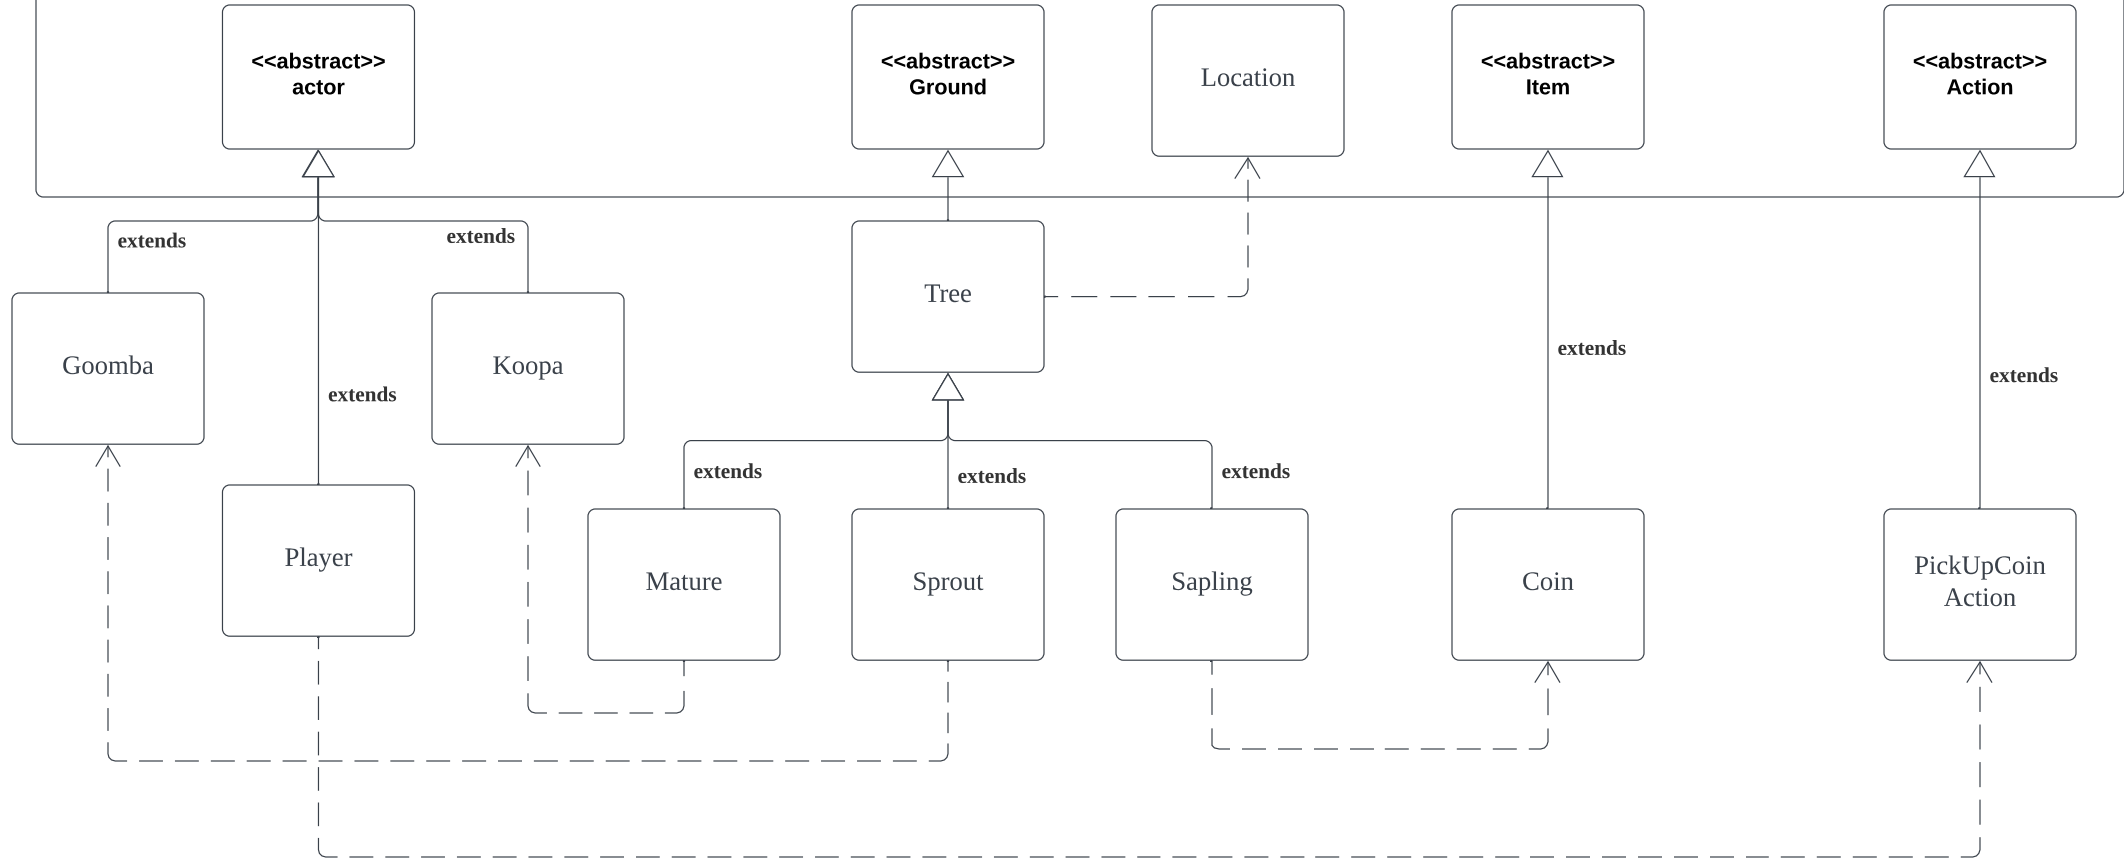 <<abstract>>
actor
<<abstract>>
Ground
Location
<<abstract>>
Item
<<abstract>>
Action
extends
extends
Goomba
extends
Koopa
Tree
extends
extends
Player
extends
extends
extends
Mature
Sprout
Sapling
Coin
PickUpCoin
Action